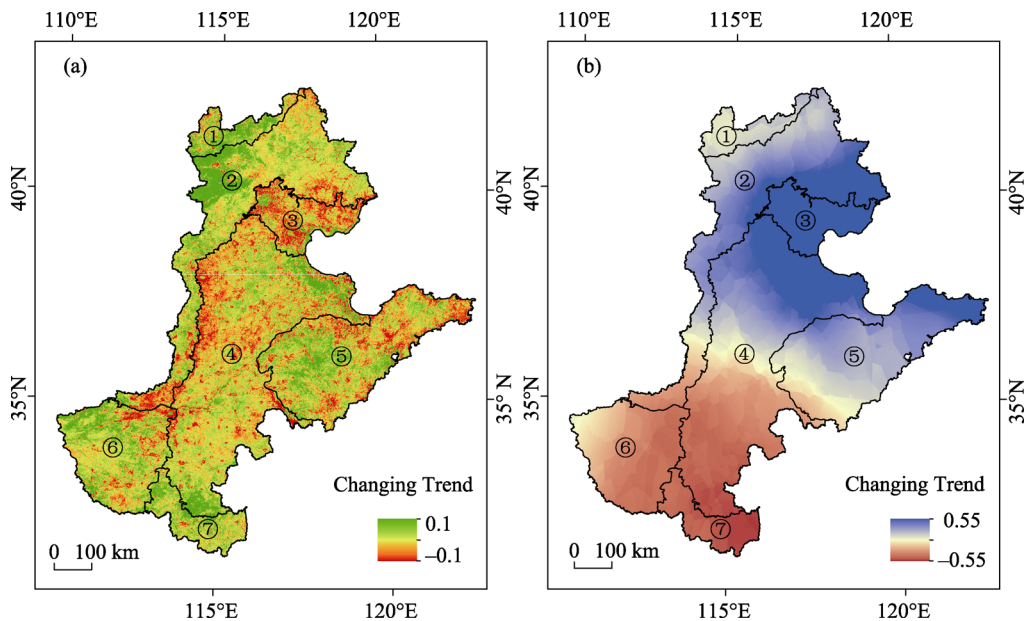 110°E 115°E 120°E 110°E 115°E 120°E
(a) (b)
40°N 40°N 40°N
35°N 35°N 35°N
① ② ③ ④ ⑤ ⑥ ⑦
① ② ③ ④ ⑤ ⑥ ⑦
Changing Trend Changing Trend
0.1 0.55
–0.1 –0.55
0 100 km 0 100 km
115°E 120°E 115°E 120°E